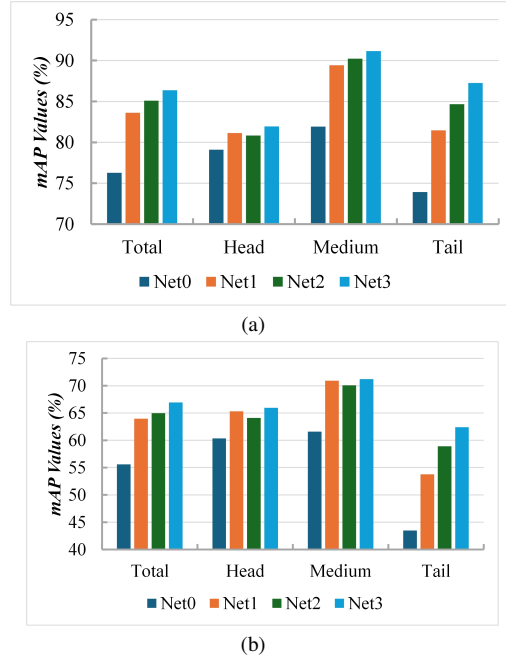 mAP Values (%)
95
90
85
80
75
70
Total Head Medium Tail
Net0 Net1 Net2 Net3
(a)
mAP Values (%)
75
70
65
60
55
50
45
40
Total Head Medium Tail
Net0 Net1 Net2 Net3
(b)